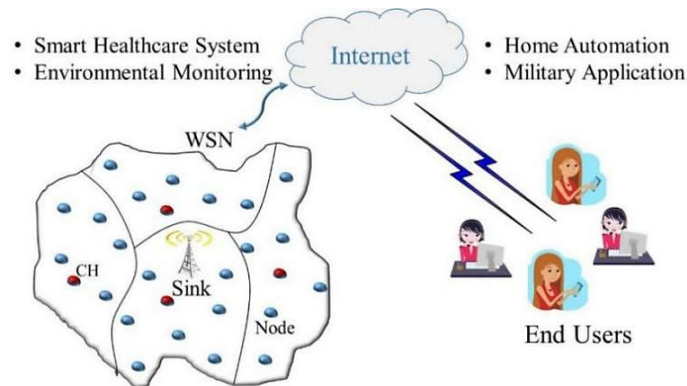 • Smart Healthcare System
• Environmental Monitoring
Internet
• Home Automation
• Military Application
WSN
CH
Sink
Node
End Users